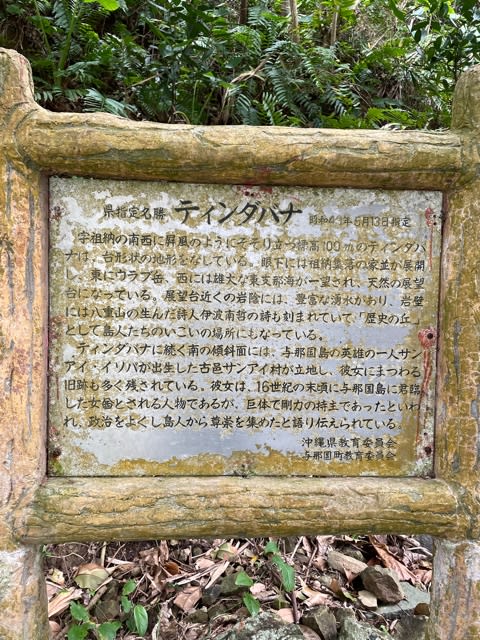 県指定名勝 ティンダバナ 昭和43年5月13日指定
字祖納の南西に屏風のようにそそり立つ標高100mのティンダバ
ナは、台形状の地形をなしている。眼下には祖納集落の家並が展開
し、東にウラブ岳、西には雄大な東支那海が一望され、天然の展望
台になっている。展望台近くの岩陰には、豊富な湧水があり、岩壁
には八重山の生んだ詩人伊波南哲の詩も刻まれていて、「歴史の丘」
として島人たちのいこいの場所にもなっている。
ティンダバナに続く南の傾斜面には、与那国島の英雄の一人サン
アイ・イソバが出生した古邑サンアイ村が立地し、彼女にまつわる
旧跡も多く残されている。彼女は、16世紀の末頃に与那国島に君臨
した女酋とされる人物であるが、巨体で剛力の持主であったといわ
れ、政治をよくし島人から尊崇を集めたと語り伝えられている。
沖縄県教育委員会
与那国町教育委員会